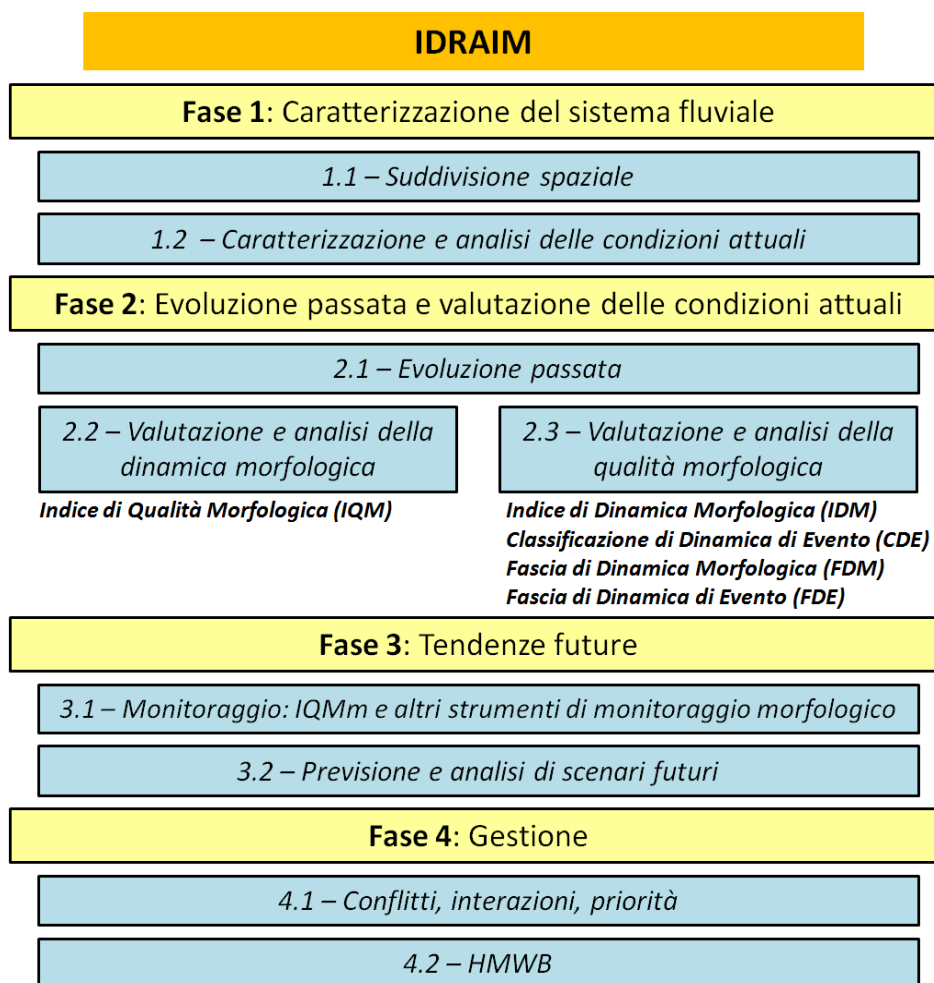 IDRAIM
Fase 1: Caratterizzazione del sistema fluviale
1.1 – Suddivisione spaziale
1.2 – Caratterizzazione e analisi delle condizioni attuali
Fase 2: Evoluzione passata e valutazione delle condizioni attuali
2.1 – Evoluzione passata
2.2 – Valutazione e analisi della
dinamica morfologica
Indice di Qualità Morfologica (IQM)
2.3 – Valutazione e analisi della
qualità morfologica
Indice di Dinamica Morfologica (IDM)
Classificazione di Dinamica di Evento (CDE)
Fascia di Dinamica Morfologica (FDM)
Fascia di Dinamica di Evento (FDE)
Fase 3: Tendenze future
3.1 – Monitoraggio: IQMm e altri strumenti di monitoraggio morfologico
3.2 – Previsione e analisi di scenari futuri
Fase 4: Gestione
4.1 – Conflitti, interazioni, priorità
4.2 – HMWB